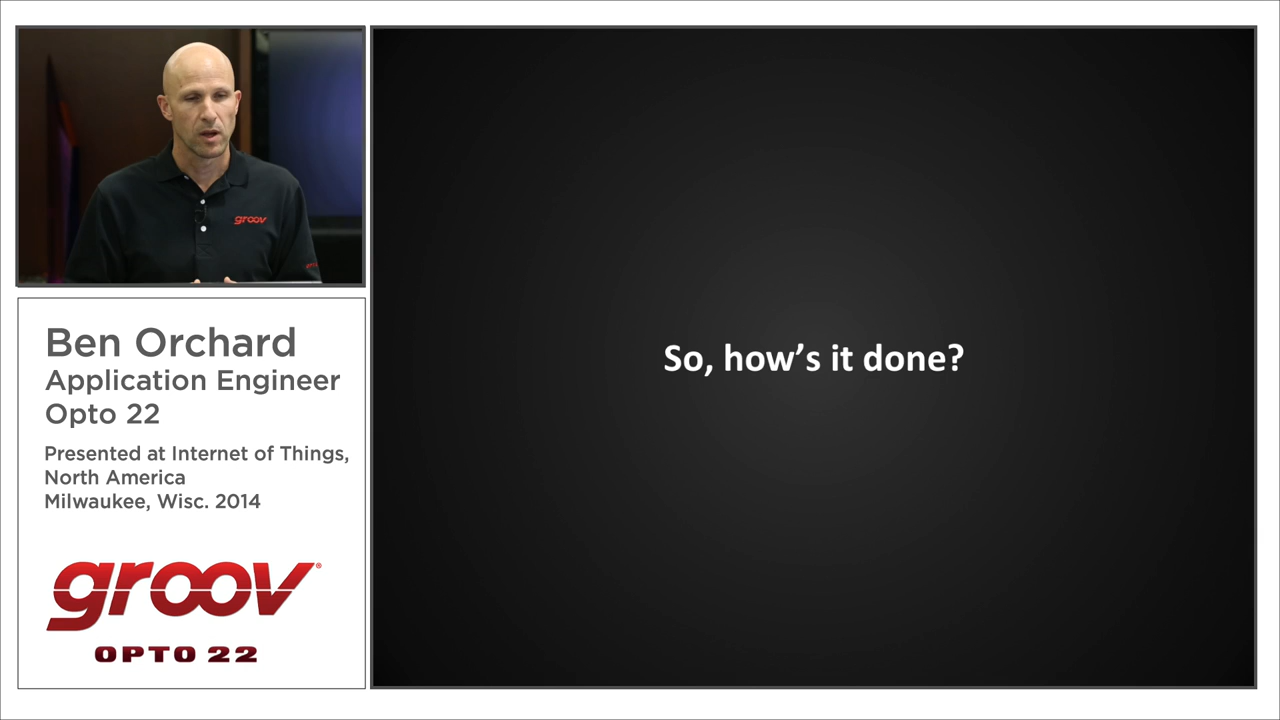 groov
Ben Orchard
Application Engineer
Opto 22
Presented at Internet of Things,
North America
Milwaukee, Wisc. 2014
groov®
OPTO 22
So, how's it done?